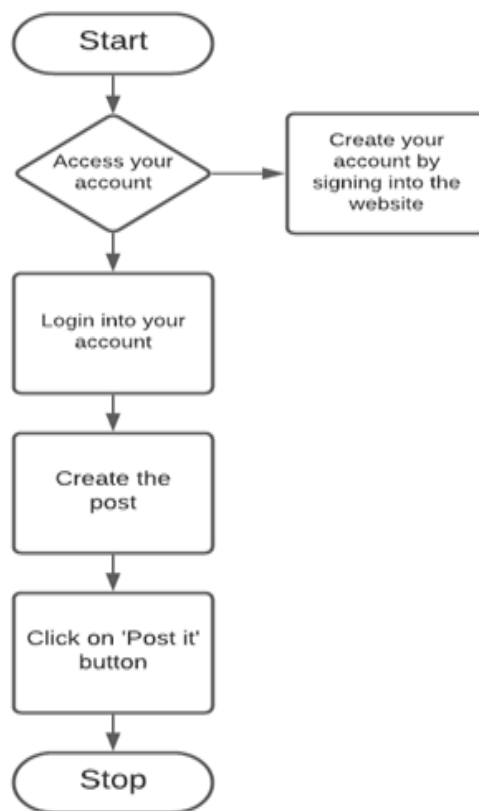 Start
Access your
account
Create your
account by
signing into the
website
Login into your
account
Create the
post
Click on 'Post it'
button
Stop